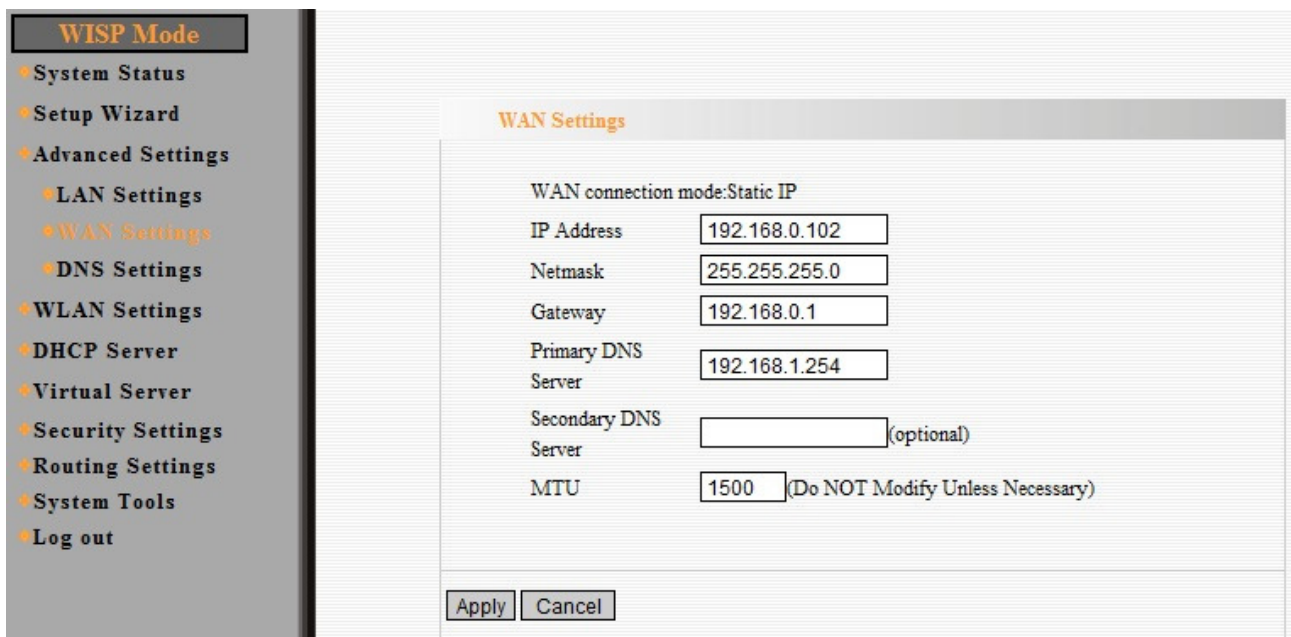 WISP Mode
System Status
Setup Wizard
Advanced Settings
LAN Settings
WAN Settings
DNS Settings
WLAN Settings
DHCP Server
Virtual Server
Security Settings
Routing Settings
System Tools
Log out
WAN Settings
WAN connection mode:Static IP
IP Address 192.168.0.102
Netmask 255.255.255.0
Gateway 192.168.0.1
Primary DNS
Server 192.168.1.254
Secondary DNS
Server (optional)
MTU 1500 (Do NOT Modify Unless Necessary)
Apply Cancel